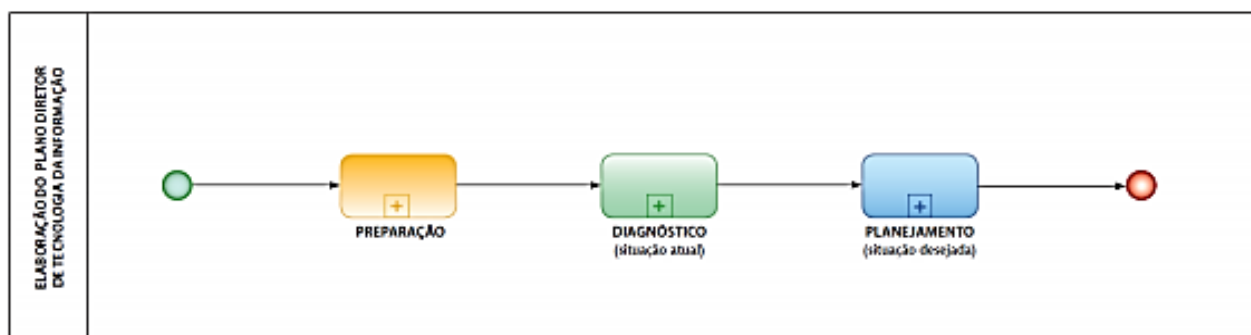 ELABORAÇÃO DO PLANO DIRETOR
DE TECNOLOGIA DA INFORMAÇÃO
PREPARAÇÃO
DIAGNÓSTICO
(situação atual)
PLANEJAMENTO
(situação desejada)